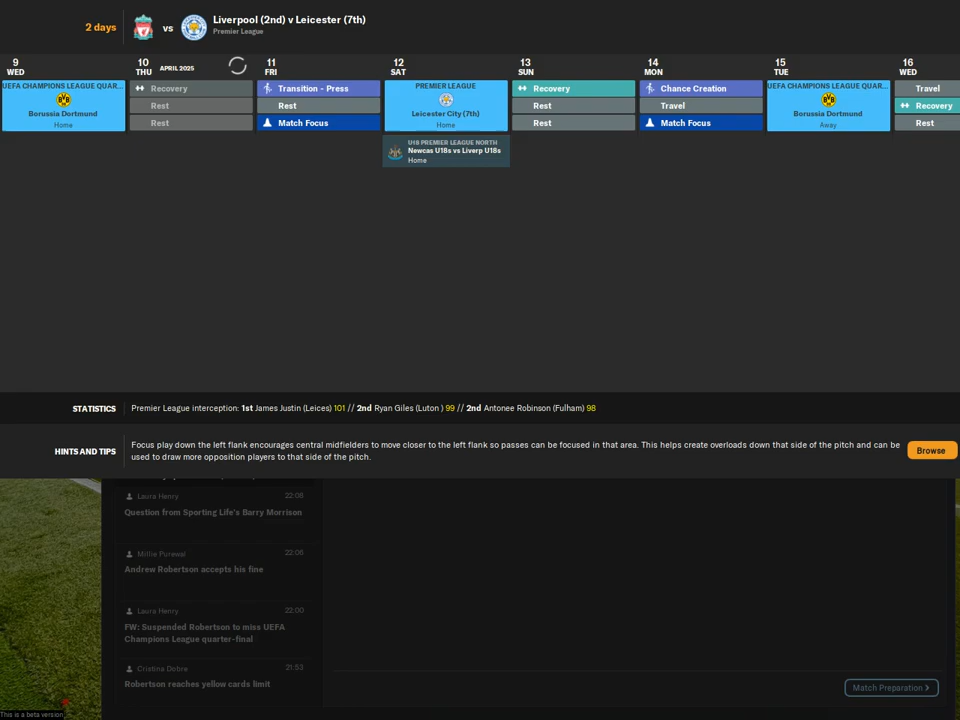 2 days
vs
Liverpool (2nd) v Leicester (7th)
Premier League
9
WED
10
THU APRIL 2025
11
FRI
12
SAT
13
SUN
14
MON
15
TUE
16
WED
UEFA CHAMPIONS LEAGUE QUAR...
Borussia Dortmund
Home
Recovery
Rest
Rest
Transition - Press
Rest
Match Focus
PREMIER LEAGUE
Leicester City (7th)
Home
U18 PREMIER LEAGUE NORTH
Newcas U18s vs Liverp U18s
Home
Recovery
Rest
Rest
Chance Creation
Travel
Match Focus
UEFA CHAMPIONS LEAGUE QUAR...
Borussia Dortmund
Away
Travel
Recovery
Rest
STATISTICS
Premier League interception: 1st James Justin (Leices) 101 // 2nd Ryan Giles (Luton ) 99 // 2nd Antonee Robinson (Fulham) 98
HINTS AND TIPS
Focus play down the left flank encourages central midfielders to move closer to the left flank so passes can be focused in that area. This helps create overloads down that side of the pitch and can be
used to draw more opposition players to that side of the pitch.
Browse
Laura Henry 22:08
Question from Sporting Life's Barry Morrison
Millie Purewal 22:06
Andrew Robertson accepts his fine
Laura Henry 22:00
FW: Suspended Robertson to miss UEFA
Champions League quarter-final
Cristina Dobre 21:53
Robertson reaches yellow cards limit
Match Preparation >
This is a beta version